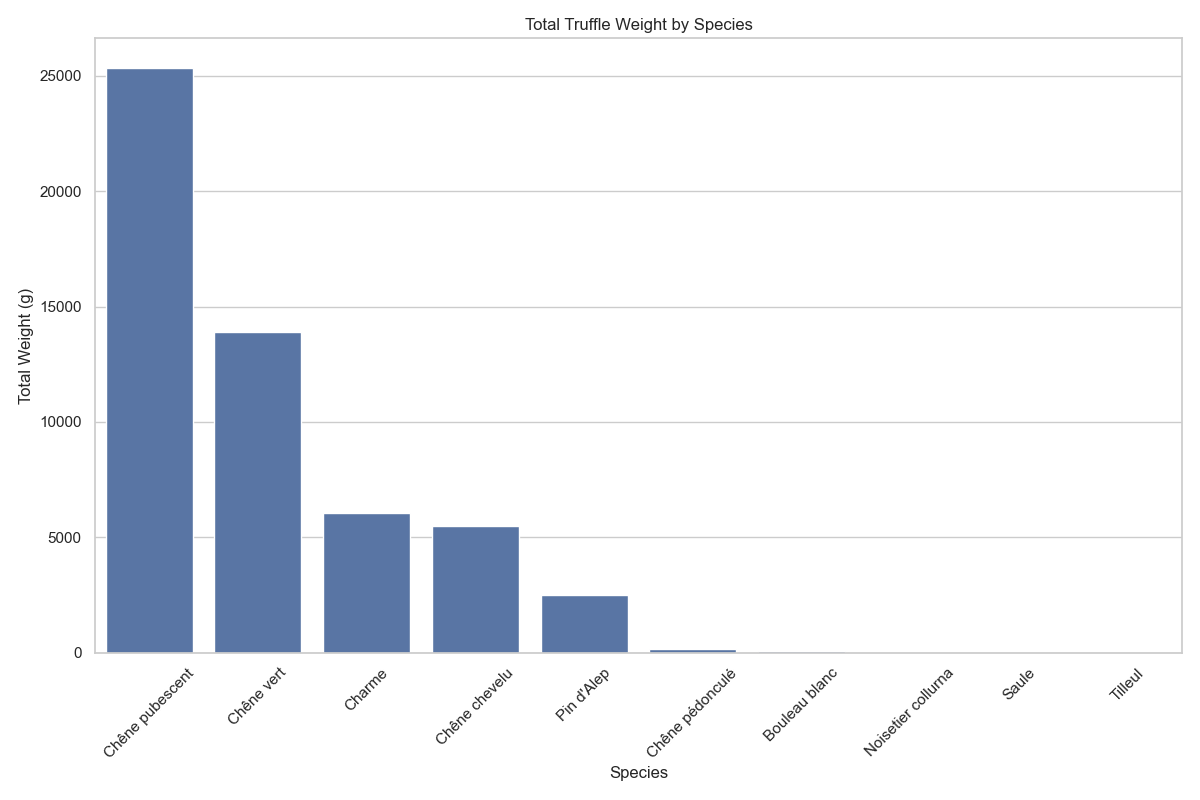 Total Truffle Weight by Species
Total Weight (g)
25000
20000
15000
10000
5000
0
Chêne pubescent
Chêne vert
Charme
Chêne chevelu
Pin d'Alep
Chêne pédonculé
Bouleau blanc
Noisetier collurna
Saule
Tilleul
Species